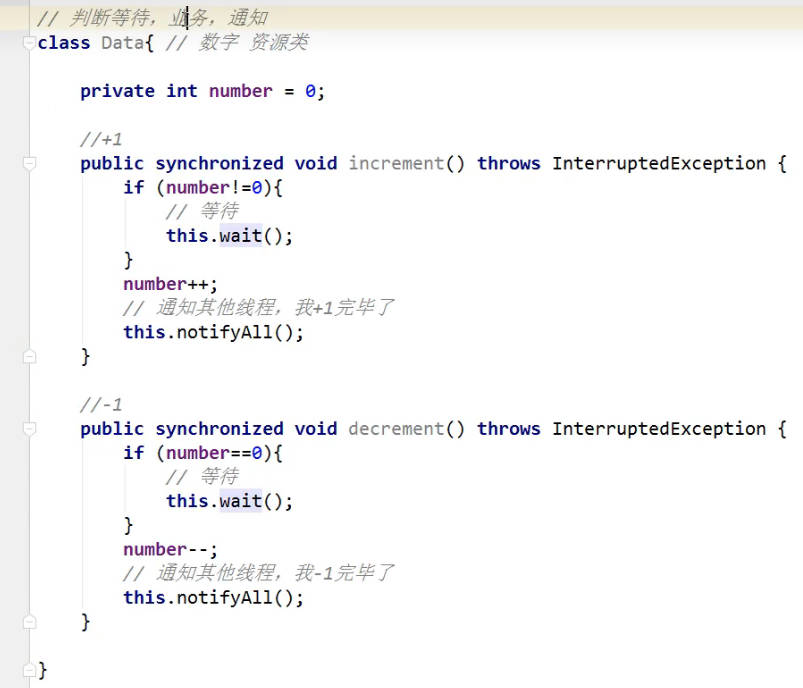 // 判断等待，业务，通知
class Data{ // 数字 资源类
private int number = 0;
//+1
public synchronized void increment() throws InterruptedException {
if (number!=0){
// 等待
this.wait();
}
number++;
// 通知其他线程，我+1完毕了
this.notifyAll();
}
//-1
public synchronized void decrement() throws InterruptedException {
if (number==0){
// 等待
this.wait();
}
number--;
// 通知其他线程，我-1完毕了
this.notifyAll();
}
}